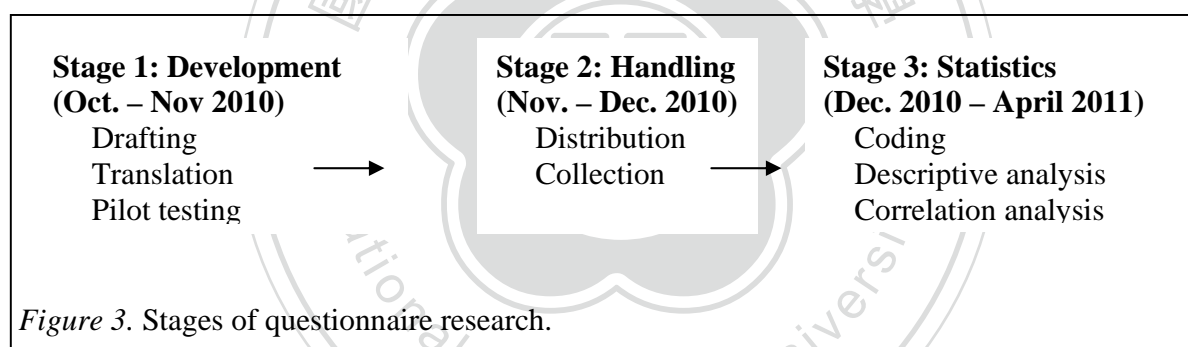 Stage 1: Development
(Oct. – Nov 2010)
Drafting
Translation
Pilot testing
Stage 2: Handling
(Nov. – Dec. 2010)
Distribution
Collection
Stage 3: Statistics
(Dec. 2010 – April 2011)
Coding
Descriptive analysis
Correlation analysis
Figure 3. Stages of questionnaire research.